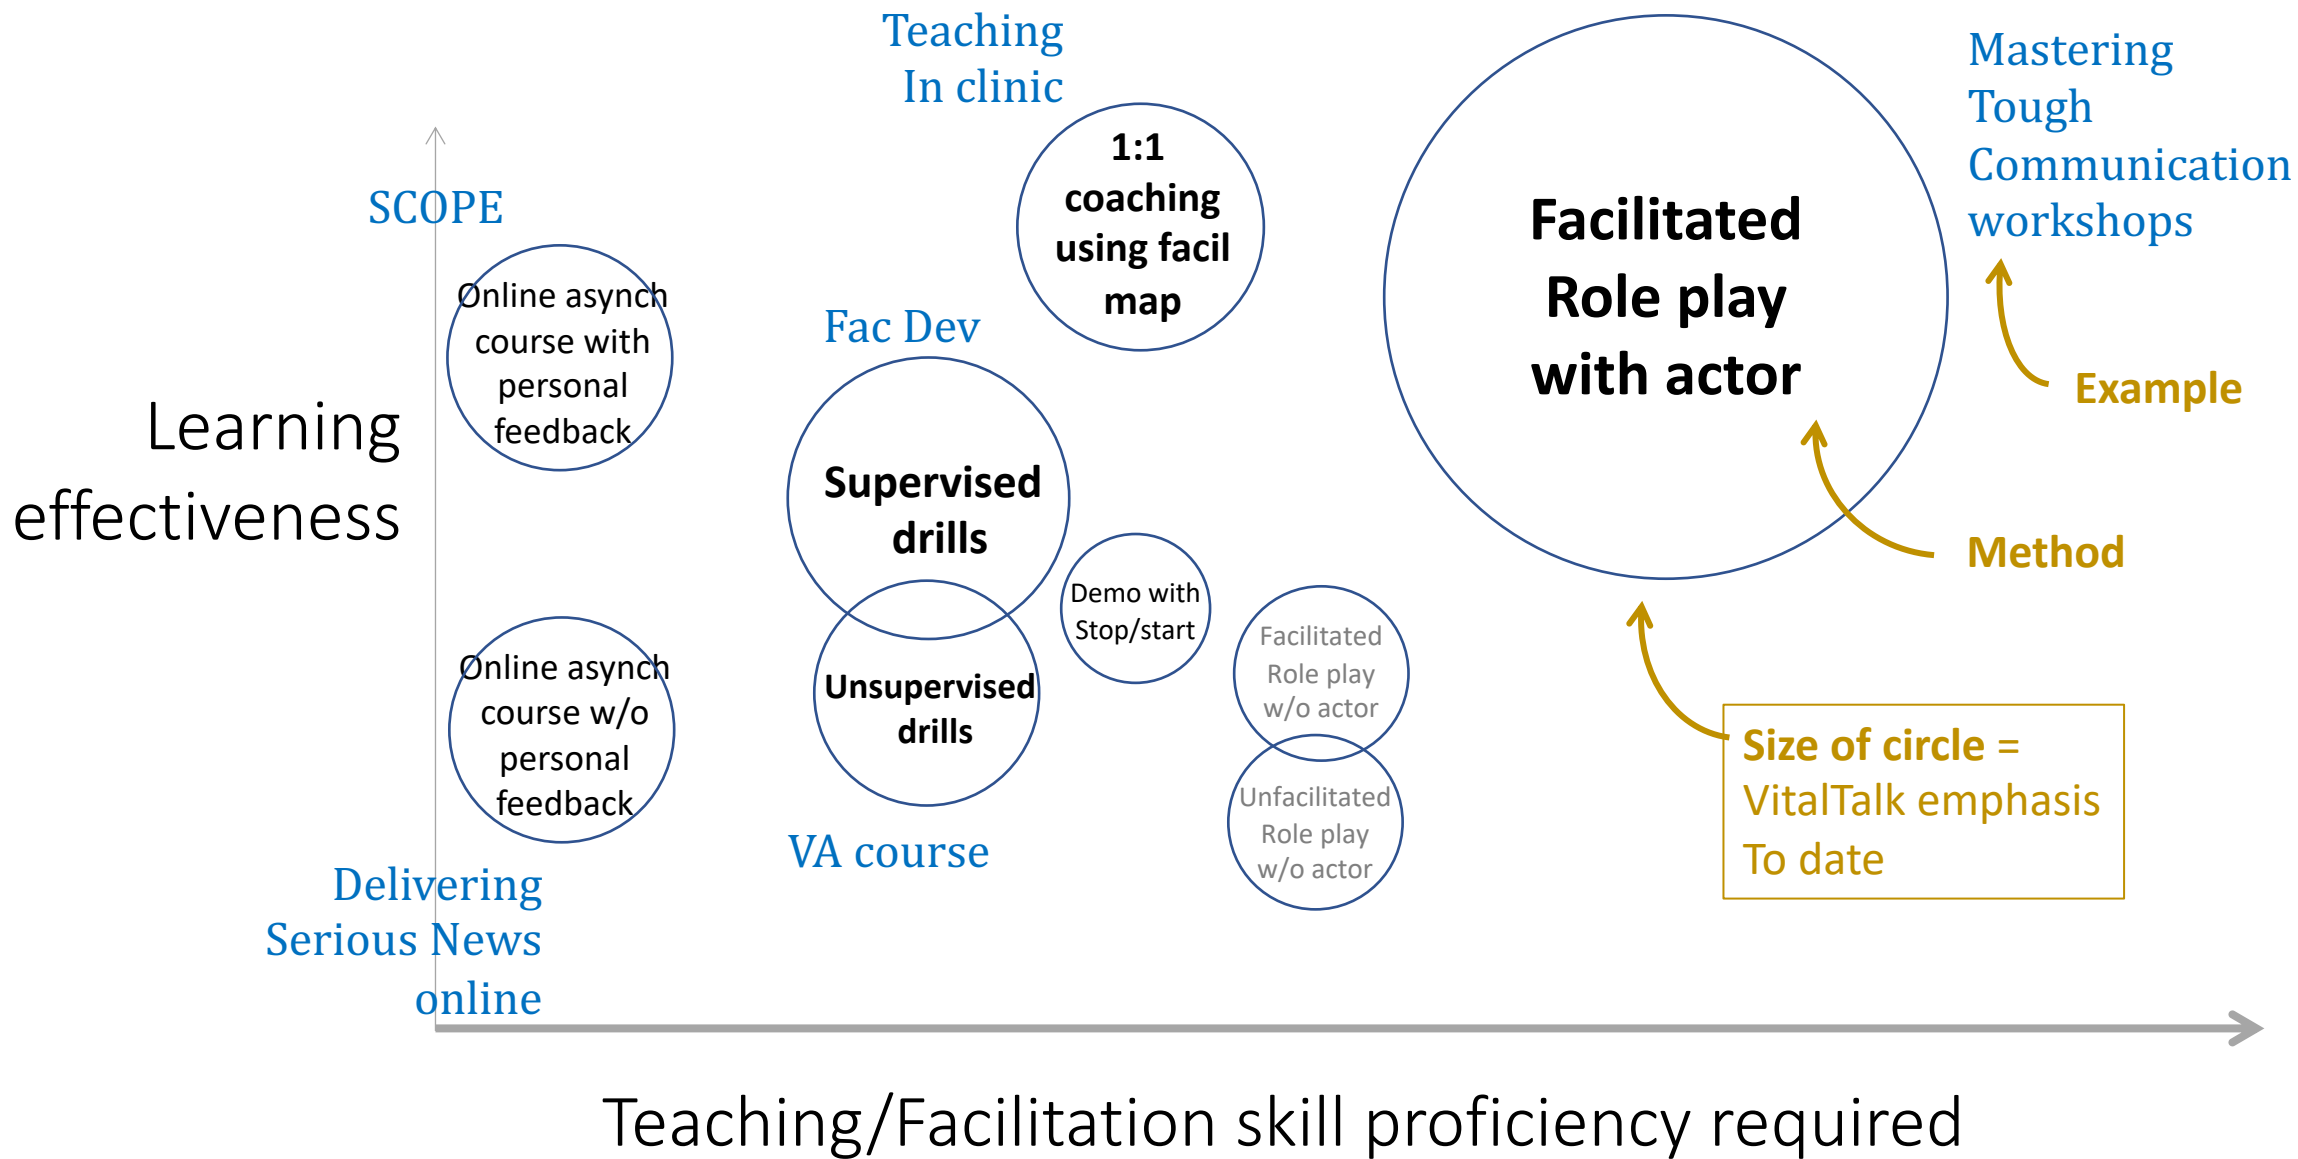 Teaching
In clinic
Mastering
Tough
Communication
workshops
1:1
coaching
using facil
map
Facilitated
Role play
with actor
SCOPE
Online asynch
course with
personal
feedback
Fac Dev
Learning
effectiveness
Example
Supervised
drills
Method
Demo with
Stop/start
Facilitated
Role play
w/o actor
Online asynch
course w/o
personal
feedback
Unsupervised
drills
Size of circle =
VitalTalk emphasis
To date
Unfacilitated
Role play
w/o actor
VA course
Delivering
Serious News
online
Teaching/Facilitation skill proficiency required